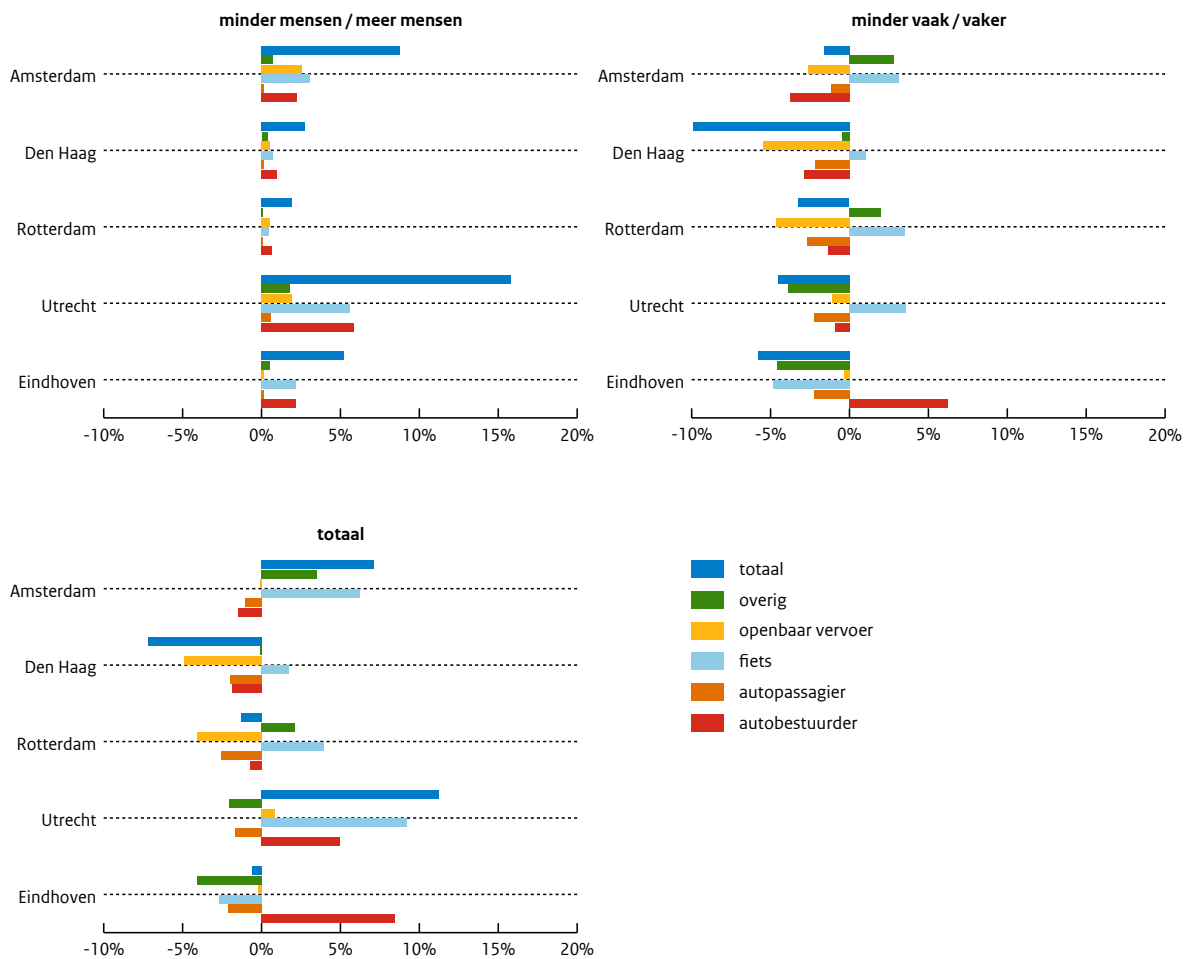 minder mensen / meer mensen
Amsterdam
Den Haag
Rotterdam
Utrecht
Eindhoven
-10% -5% 0% 5% 10% 15% 20%
minder vaak / vaker
Amsterdam
Den Haag
Rotterdam
Utrecht
Eindhoven
-10% -5% 0% 5% 10% 15% 20%
totaal
Amsterdam
Den Haag
Rotterdam
Utrecht
Eindhoven
-10% -5% 0% 5% 10% 15% 20%
totaal
overig
openbaar vervoer
fiets
autopassagier
autobestuurder